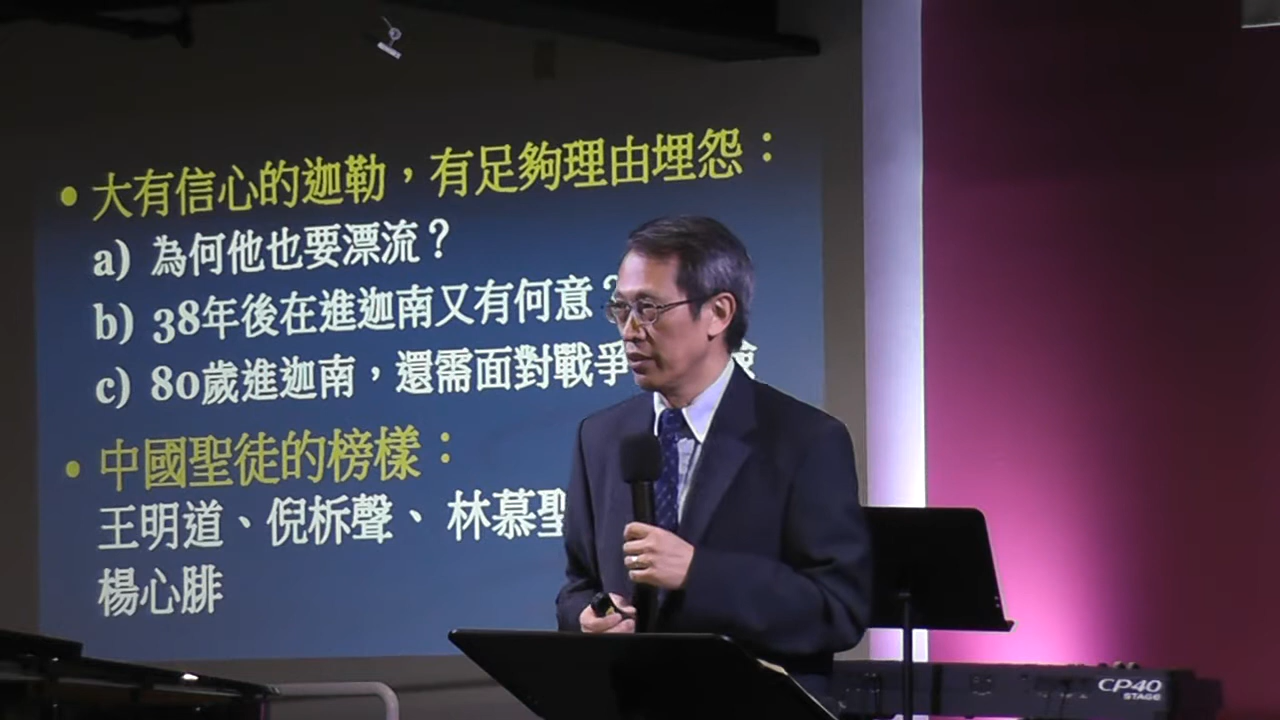 • 大有信心的迦勒，有足夠理由埋怨：
a) 為何他也要漂流？
b) 38年後在進迦南又有何意？
c) 80歲進迦南，還需面對戰爭
• 中國聖徒的榜樣：
王明道、倪柝聲、林慕聖
楊心腓
CP40
STAGE